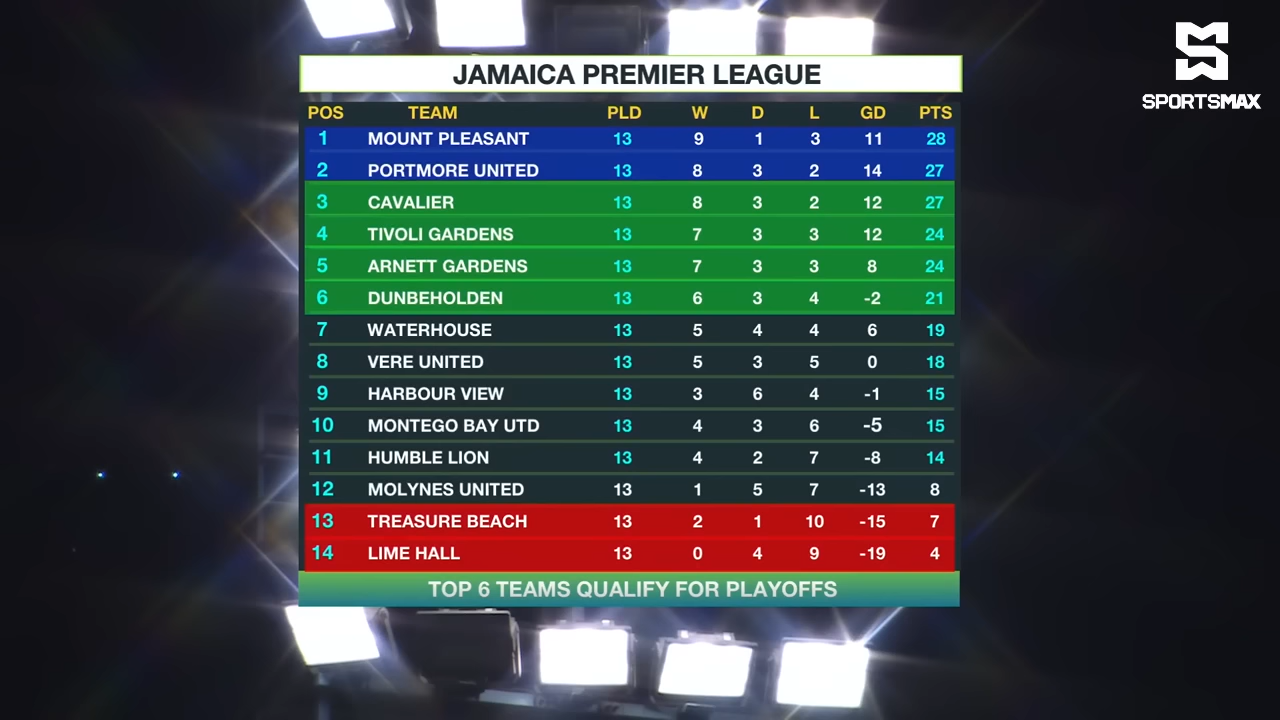 SPORTSMAX
JAMAICA PREMIER LEAGUE
POS TEAM PLD W D L GD PTS
1 MOUNT PLEASANT 13 9 1 3 11 28
2 PORTMORE UNITED 13 8 3 2 14 27
3 CAVALIER 13 8 3 2 12 27
4 TIVOLI GARDENS 13 7 3 3 12 24
5 ARNETT GARDENS 13 7 3 3 8 24
6 DUNBEHOLDEN 13 6 3 4 -2 21
7 WATERHOUSE 13 5 4 4 6 19
8 VERE UNITED 13 5 3 5 0 18
9 HARBOUR VIEW 13 3 6 4 -1 15
10 MONTEGO BAY UTD 13 4 3 6 -5 15
11 HUMBLE LION 13 4 2 7 -8 14
12 MOLYNES UNITED 13 1 5 7 -13 8
13 TREASURE BEACH 13 2 1 10 -15 7
14 LIME HALL 13 0 4 9 -19 4
TOP 6 TEAMS QUALIFY FOR PLAYOFFS